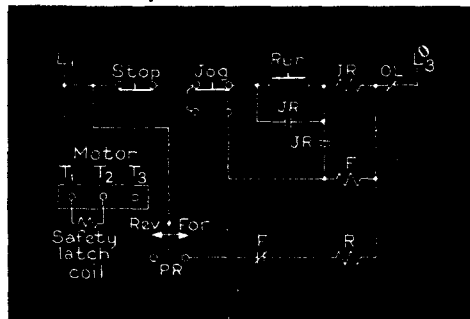 L1 Stop Jog Run JR OL L3
JR
JR
Motor F
T1 T2 T3
Rev For F R
Safety
latch
coil PR